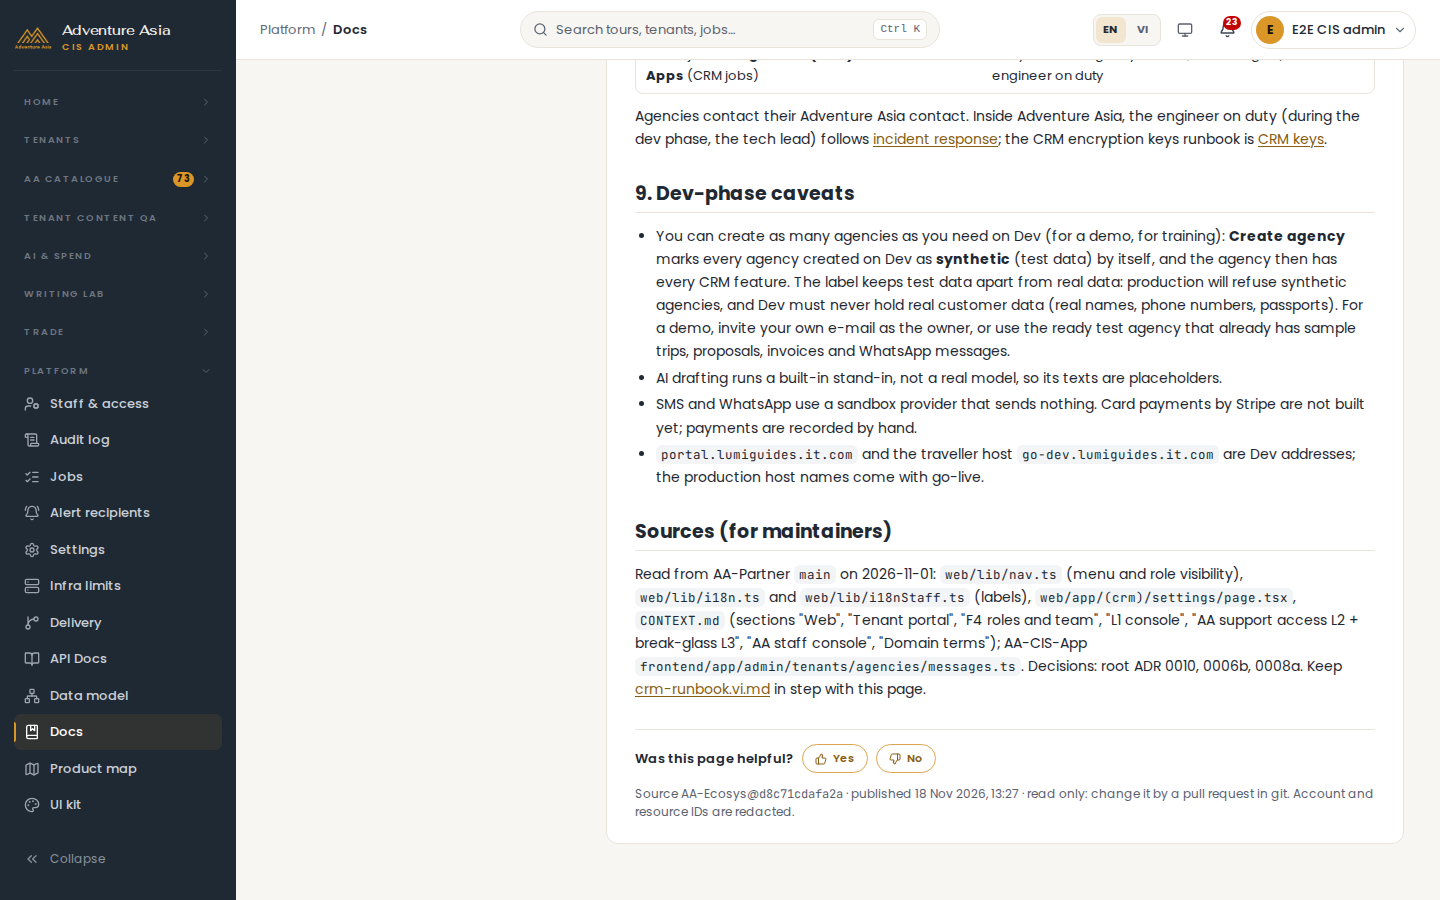 Adventure Asia
CIS ADMIN
Adventure Asia
HOME
TENANTS
AA CATALOGUE 73
TENANT CONTENT QA
AI & SPEND
WRITING LAB
TRADE
PLATFORM
Staff & access
Audit log
Jobs
Alert recipients
Settings
Infra limits
Delivery
API Docs
Data model
Docs
Product map
UI kit
Collapse
Platform / Docs
Search tours, tenants, jobs... Ctrl K
EN VI
23
E E2E CIS admin
Apps (CRM jobs) engineer on duty
Agencies contact their Adventure Asia contact. Inside Adventure Asia, the engineer on duty (during the
dev phase, the tech lead) follows incident response; the CRM encryption keys runbook is CRM keys.
9. Dev-phase caveats
• You can create as many agencies as you need on Dev (for a demo, for training): Create agency
marks every agency created on Dev as synthetic (test data) by itself, and the agency then has
every CRM feature. The label keeps test data apart from real data: production will refuse synthetic
agencies, and Dev must never hold real customer data (real names, phone numbers, passports). For
a demo, invite your own e-mail as the owner, or use the ready test agency that already has sample
trips, proposals, invoices and WhatsApp messages.
• AI drafting runs a built-in stand-in, not a real model, so its texts are placeholders.
• SMS and WhatsApp use a sandbox provider that sends nothing. Card payments by Stripe are not built
yet; payments are recorded by hand.
• portal.lumiguides.it.com and the traveller host go-dev.lumiguides.it.com are Dev addresses;
the production host names come with go-live.
Sources (for maintainers)
Read from AA-Partner main on 2026-11-01: web/lib/nav.ts (menu and role visibility),
web/lib/i18n.ts and web/lib/i18nStaff.ts (labels), web/app/(crm)/settings/page.tsx,
CONTEXT.md (sections "Web", "Tenant portal", "F4 roles and team", "L1 console", "AA support access L2 +
break-glass L3", "AA staff console", "Domain terms"); AA-CIS-App
frontend/app/admin/tenants/agencies/messages.ts. Decisions: root ADR 0010, 0006b, 0008a. Keep
crm-runbook.vi.md in step with this page.
Was this page helpful? Yes No
Source AA-Ecosys@d8c71cdafa2a · published 18 Nov 2026, 13:27 · read only: change it by a pull request in git. Account and
resource IDs are redacted.